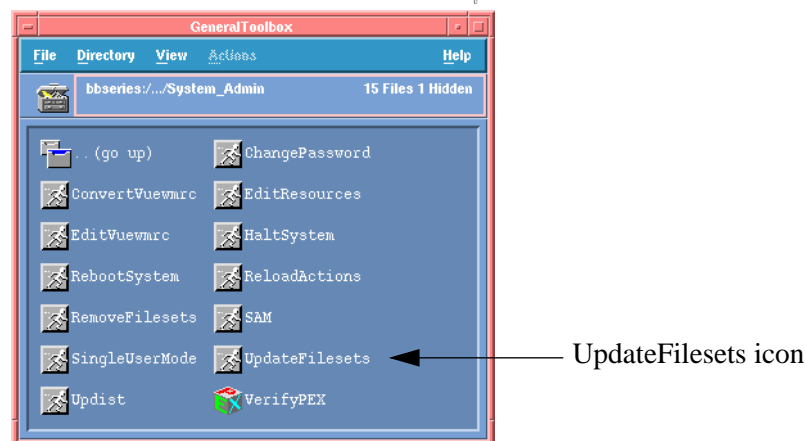 GeneralToolbox
File Directory View Actions Help
bbseries:/.../System_Admin 15 Files 1 Hidden
.. (go up) ChangePassword
ConvertVuewmrc EditResources
EditVuewmrc HaltSystem
RebootSystem ReloadActions
RemoveFilesets SAM
SingleUserMode UpdateFilesets UpdateFilesets icon
Updist VerifyPEX